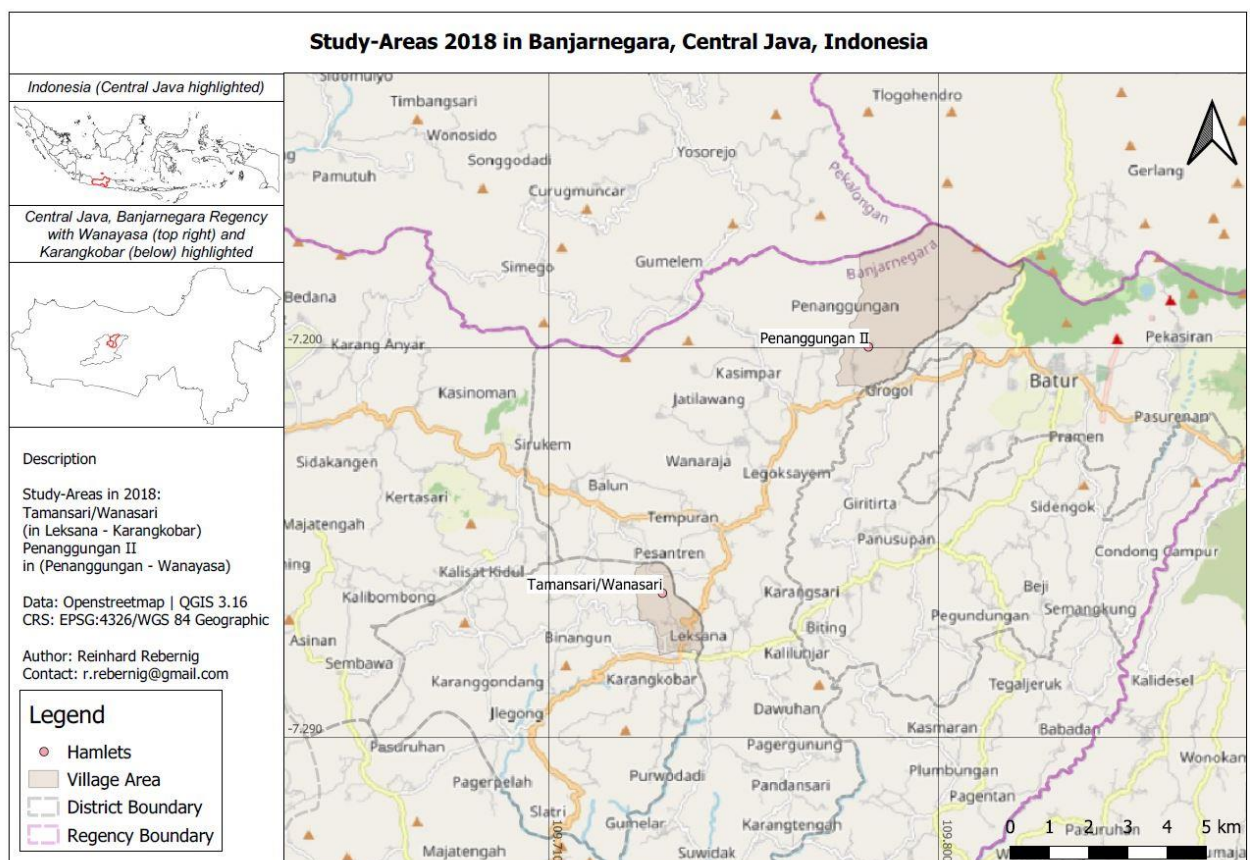 Study-Areas 2018 in Banjarnegara, Central Java, Indonesia
Indonesia (Central Java highlighted)
Central Java, Banjarnegara Regency
with Wanayasa (top right) and
Karangkobar (below) highlighted
Description
Study-Areas in 2018:
Tamansari/Wanasari
(in Leksana - Karangkobar)
Penanggungan II
in (Penanggungan - Wanayasa)
Data: Openstreetmap | QGIS 3.16
CRS: EPSG:4326/WGS 84 Geographic
Author: Reinhard Rebernig
Contact: r.rebernig@gmail.com
Legend
Hamlets
Village Area
District Boundary
Regency Boundary
Sidomulyo
Timbangsari
Tlogohendro
Wonosido
Songgodadi
Yosorejo
Pamutuh
Curugmuncar
Pekalongan
Gerlang
Simego
Gumelem
Banjarnegara
Bedana
Penanggungan
-7.200
Karang Anyar
Penanggungan II
Pekasiran
Kasimpar
Batur
Kasinoman
Jatilawang
Grogol
Pasurenan
Sirukem
Pramen
Sidakangen
Wanaraja
Legoksayem
Balun
Kertasari
Giritirta
Sidengok
Majatengah
Tempuran
Panusupan
Pesantren
Condong Campur
Kalisat Kidul
Tamansari/Wanasari
Karangsari
Beji
Kalibombong
Pegundungan
Semangkung
Asinan
Binangun
Leksana
Biting
Sembawa
Kalilunjar
Karanggondang
Karangkobar
Tegaljeruk
Kalidesel
Jlegong
Dawuhan
-7.290
Kasmaran
Babadan
Pasuruhan
Pagergunung
Wonokan
Pagerpelah
Purwodadi
Pandansari
Plumbungan
Pagentan
Slatri
Gumelar
Karangtengah
109.710
109.800
Pasuruhan
0 1 2 3 4 5 km
Majatengah
Suwidak